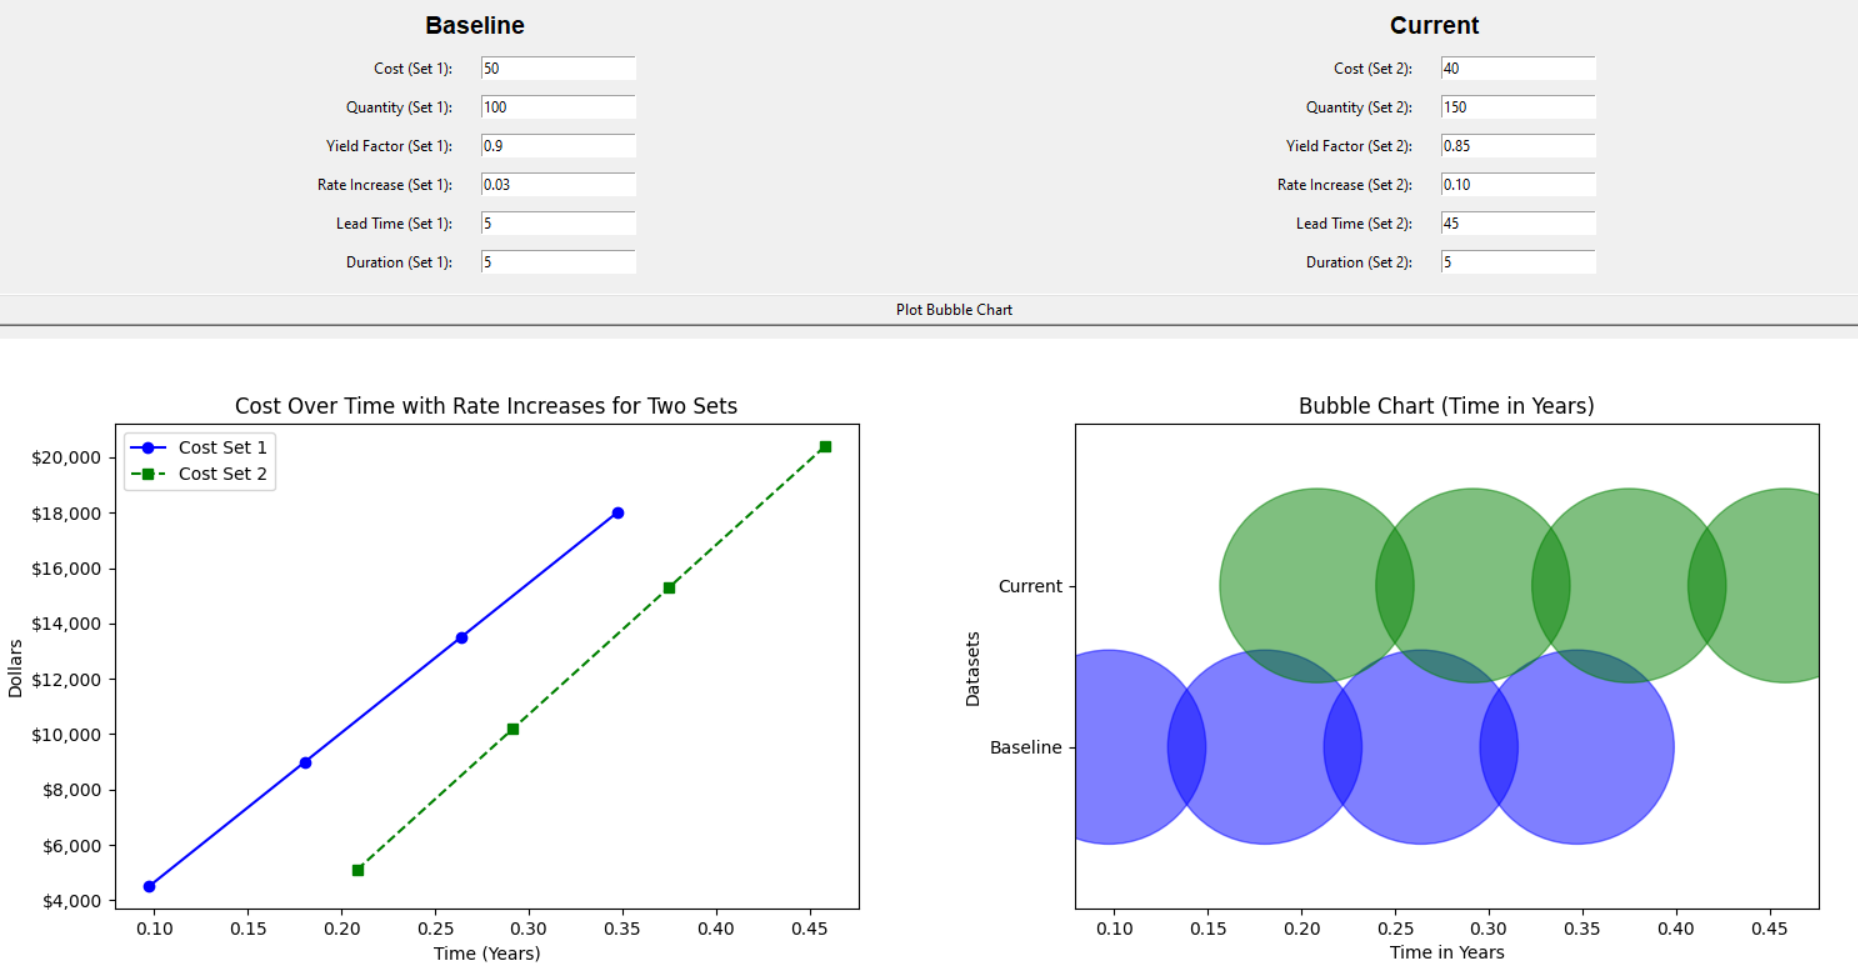 Baseline
Cost (Set 1): 50
Quantity (Set 1): 100
Yield Factor (Set 1): 0.9
Rate Increase (Set 1): 0.03
Lead Time (Set 1): 5
Duration (Set 1): 5
Current
Cost (Set 2): 40
Quantity (Set 2): 150
Yield Factor (Set 2): 0.85
Rate Increase (Set 2): 0.10
Lead Time (Set 2): 45
Duration (Set 2): 5
Plot Bubble Chart
Cost Over Time with Rate Increases for Two Sets
Cost Set 1
Cost Set 2
Dollars
$20,000
$18,000
$16,000
$14,000
$12,000
$10,000
$8,000
$6,000
$4,000
0.10 0.15 0.20 0.25 0.30 0.35 0.40 0.45
Time (Years)
Bubble Chart (Time in Years)
Datasets
Current
Baseline
0.10 0.15 0.20 0.25 0.30 0.35 0.40 0.45
Time in Years